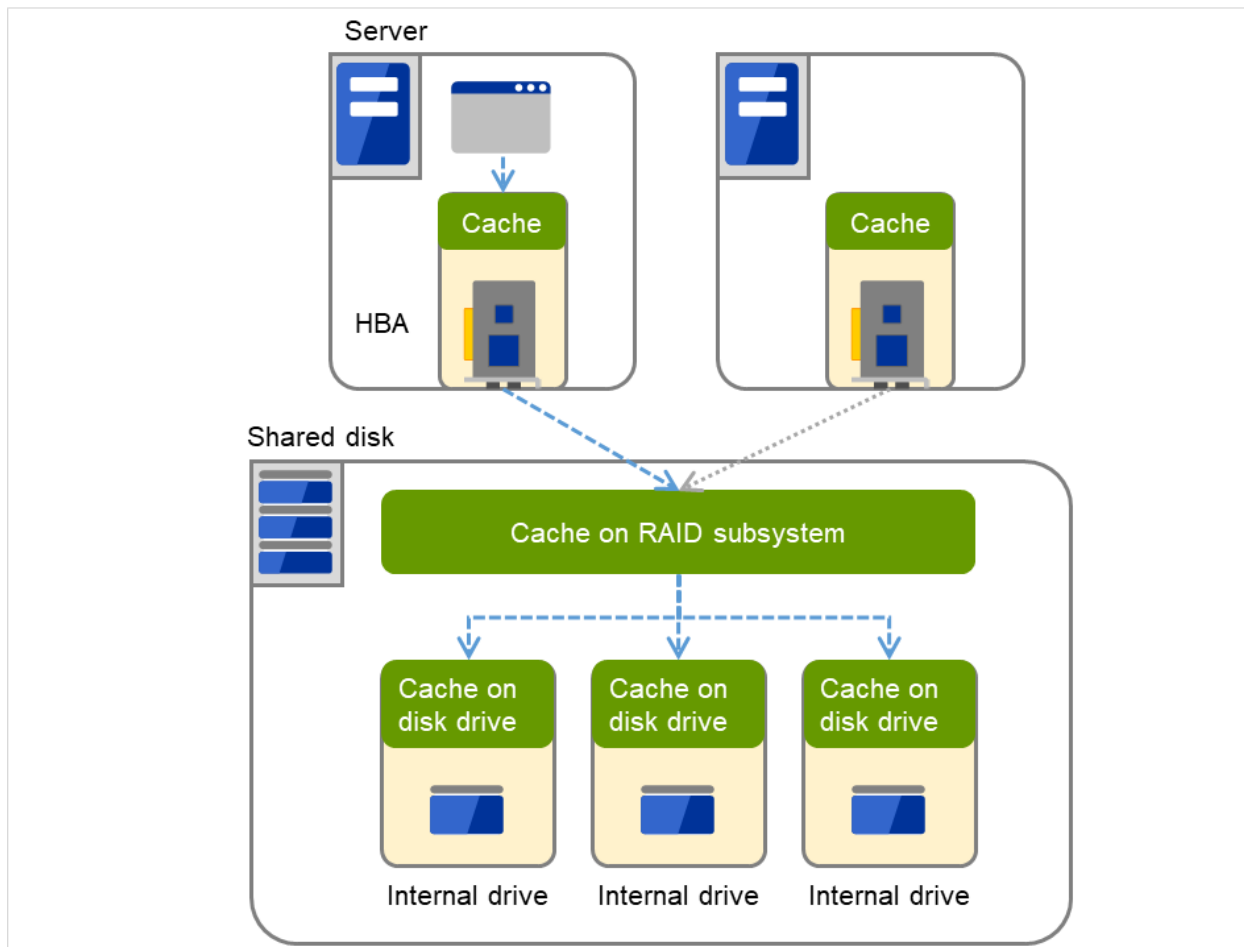 Server
Cache
Cache
HBA
Shared disk
Cache on RAID subsystem
Cache on
disk drive
Cache on
disk drive
Cache on
disk drive
Internal drive
Internal drive
Internal drive